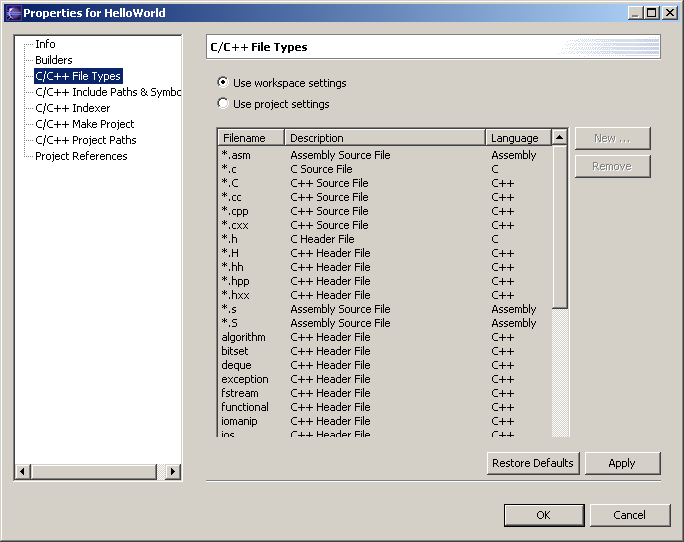 Properties for HelloWorld
Info
Builders
C/C++ File Types
C/C++ Include Paths & Symbo
C/C++ Indexer
C/C++ Make Project
C/C++ Project Paths
Project References
C/C++ File Types
Use workspace settings
Use project settings
Filename Description Language
*.asm Assembly Source File Assembly
*.c C Source File C
*.C C++ Source File C++
*.cc C++ Source File C++
*.cpp C++ Source File C++
*.cxx C++ Source File C++
*.h C Header File C
*.H C++ Header File C++
*.hh C++ Header File C++
*.hpp C++ Header File C++
*.hxx C++ Header File C++
*.s Assembly Source File Assembly
*.S Assembly Source File Assembly
algorithm C++ Header File C++
bitset C++ Header File C++
deque C++ Header File C++
exception C++ Header File C++
fstream C++ Header File C++
functional C++ Header File C++
iomanip C++ Header File C++
ios C++ Header File C++
New ...
Remove
Restore Defaults Apply
OK Cancel